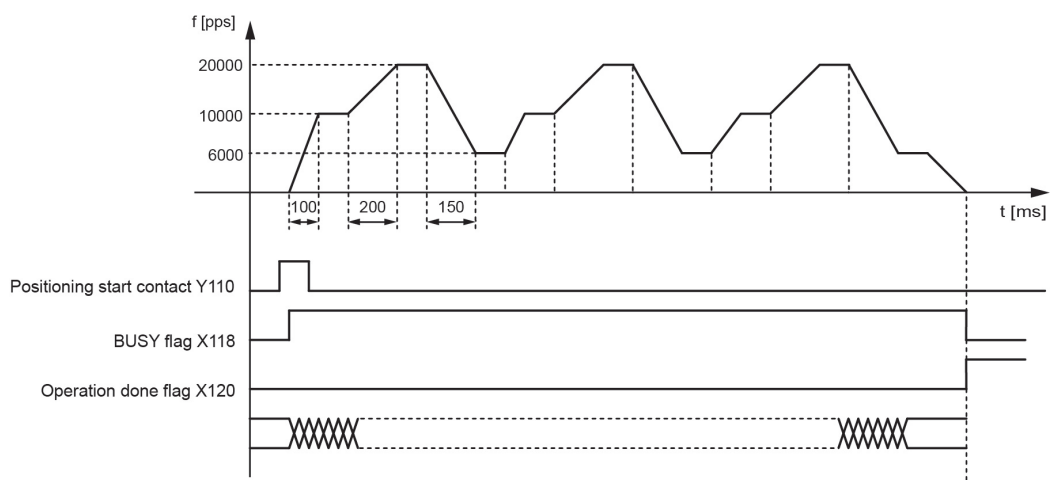 f [pps]
20000
10000
6000
100
200
150
t [ms]
Positioning start contact Y110
BUSY flag X118
Operation done flag X120